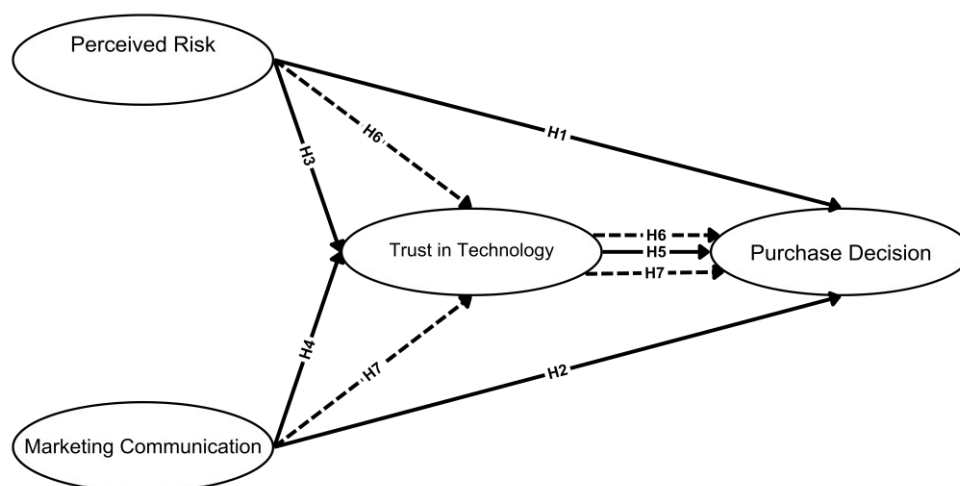 Perceived Risk
H6
H1
H3
H6
Trust in Technology
H5
Purchase Decision
H7
H4
H7
H2
Marketing Communication